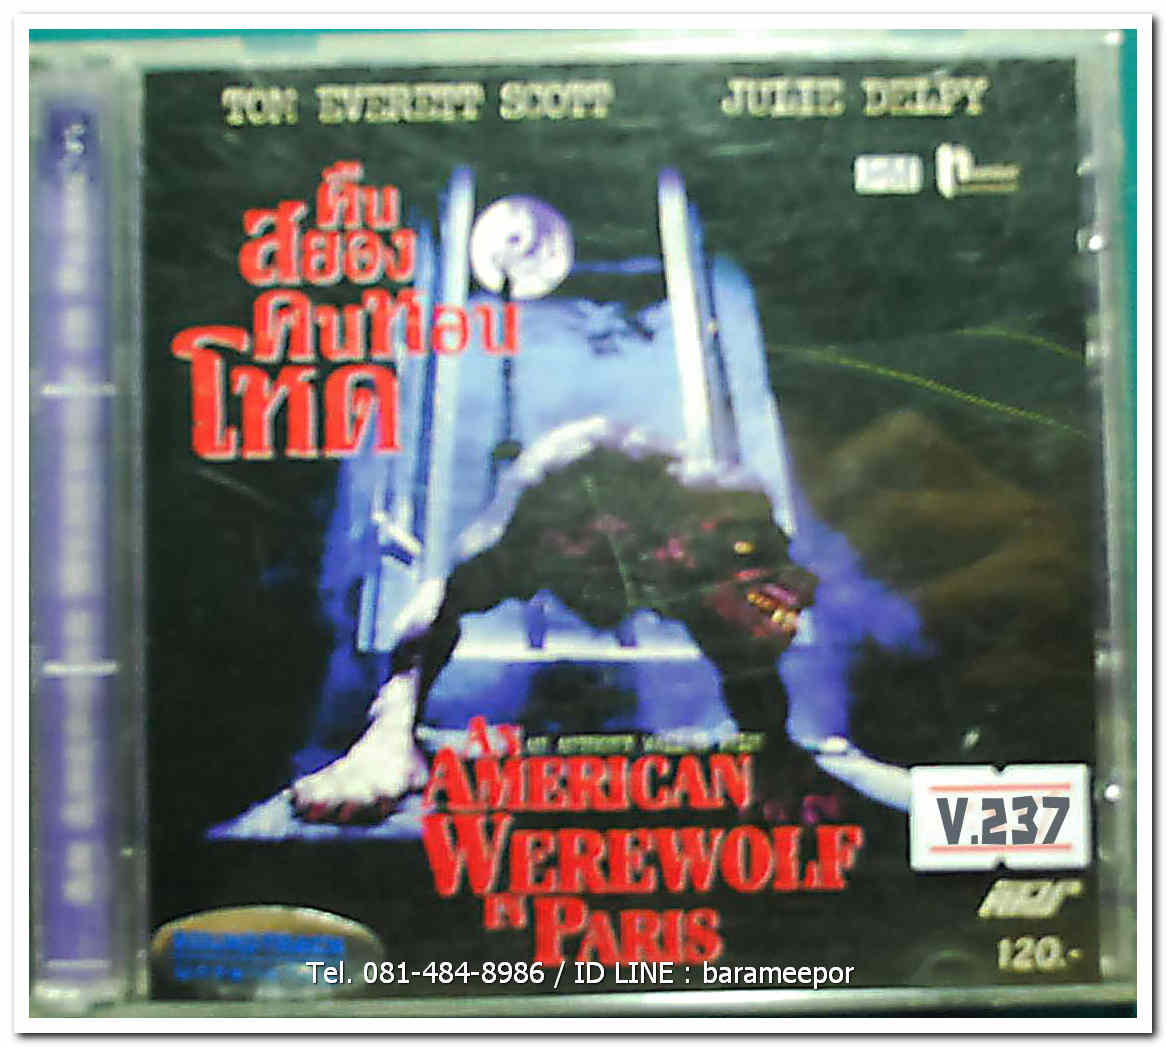 TOM EVERETT SCOTT
JULIE DELPY
คืน
สยอง
คนหอน
โหด
AN
AMERICAN
WEREWOLF
IN PARIS
V.237
120.-
SOUNDTRACK
Tel. 081-484-8986 / ID LINE : barameepor